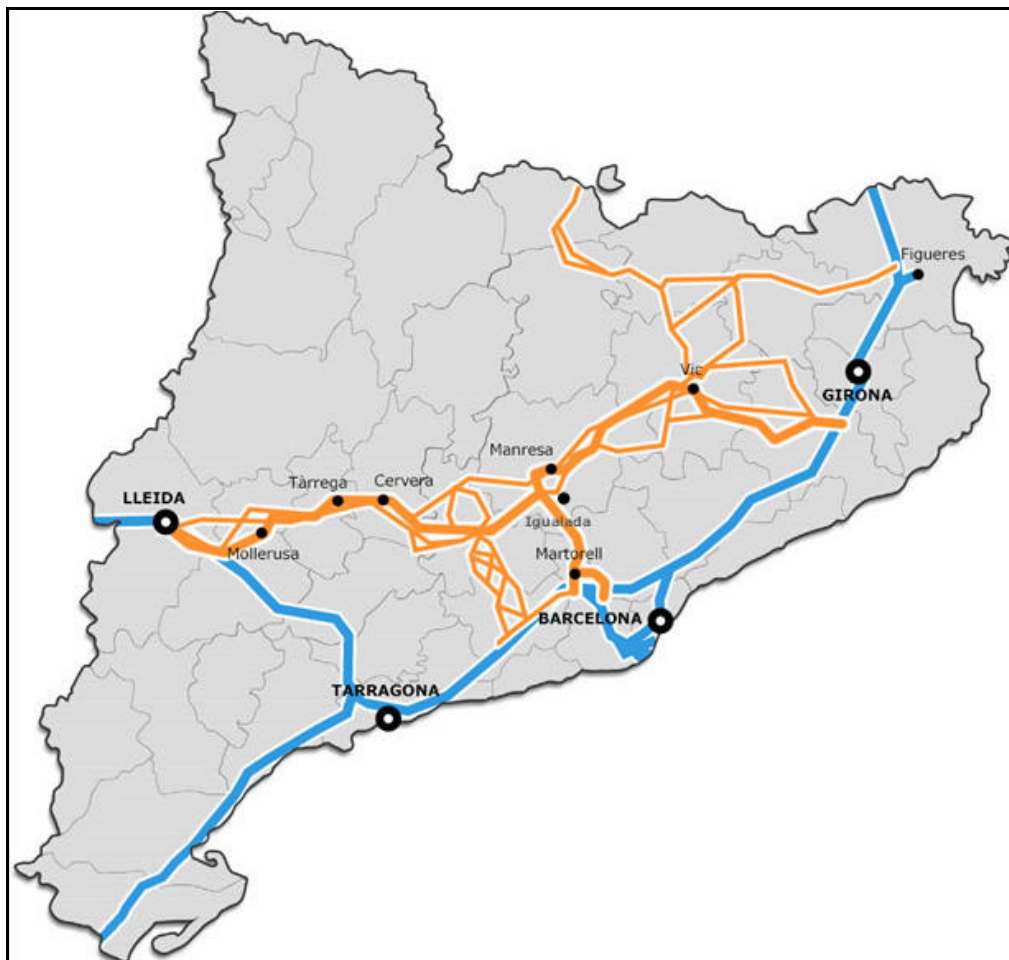 Figueres
Vic
GIRONA
Manresa
Tàrrega
Cervera
LLEIDA
Igualada
Mollerusa
Martorell
BARCELONA
TARRAGONA